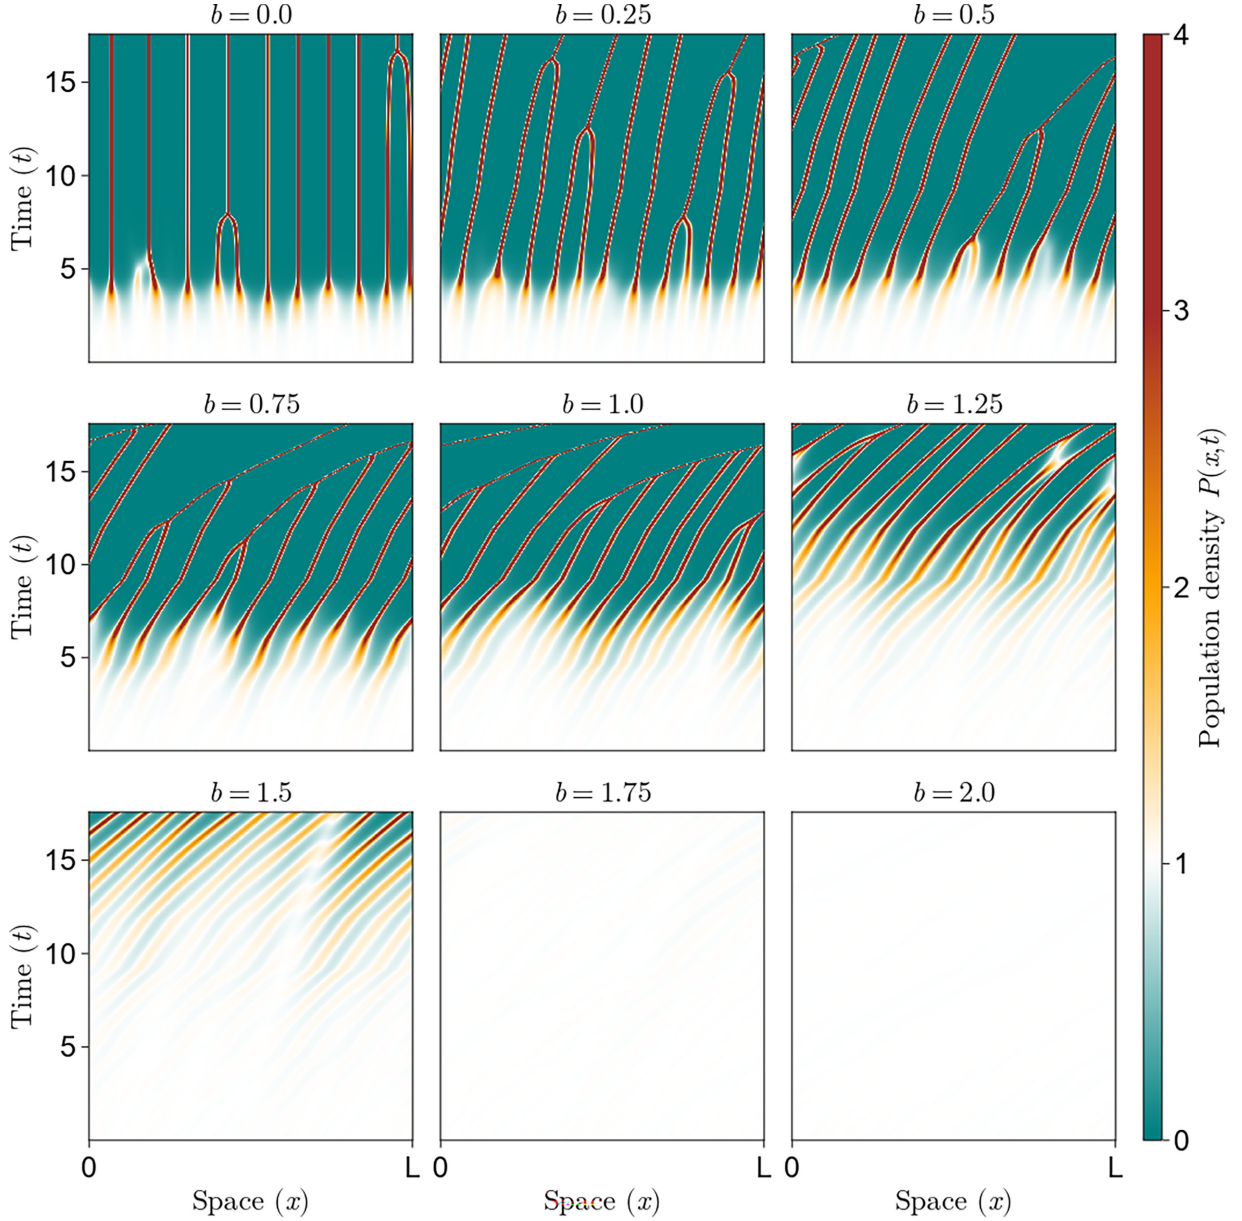 b = 0.0
b = 0.25
b = 0.5
4
15
10
5
Time (t)
3
b = 0.75
b = 1.0
b = 1.25
15
10
5
Time (t)
Population density P(x,t)
2
b = 1.5
b = 1.75
b = 2.0
1
15
10
5
Time (t)
0
0 L
0
0 L
Space (x)
Space (x)
Space (x)